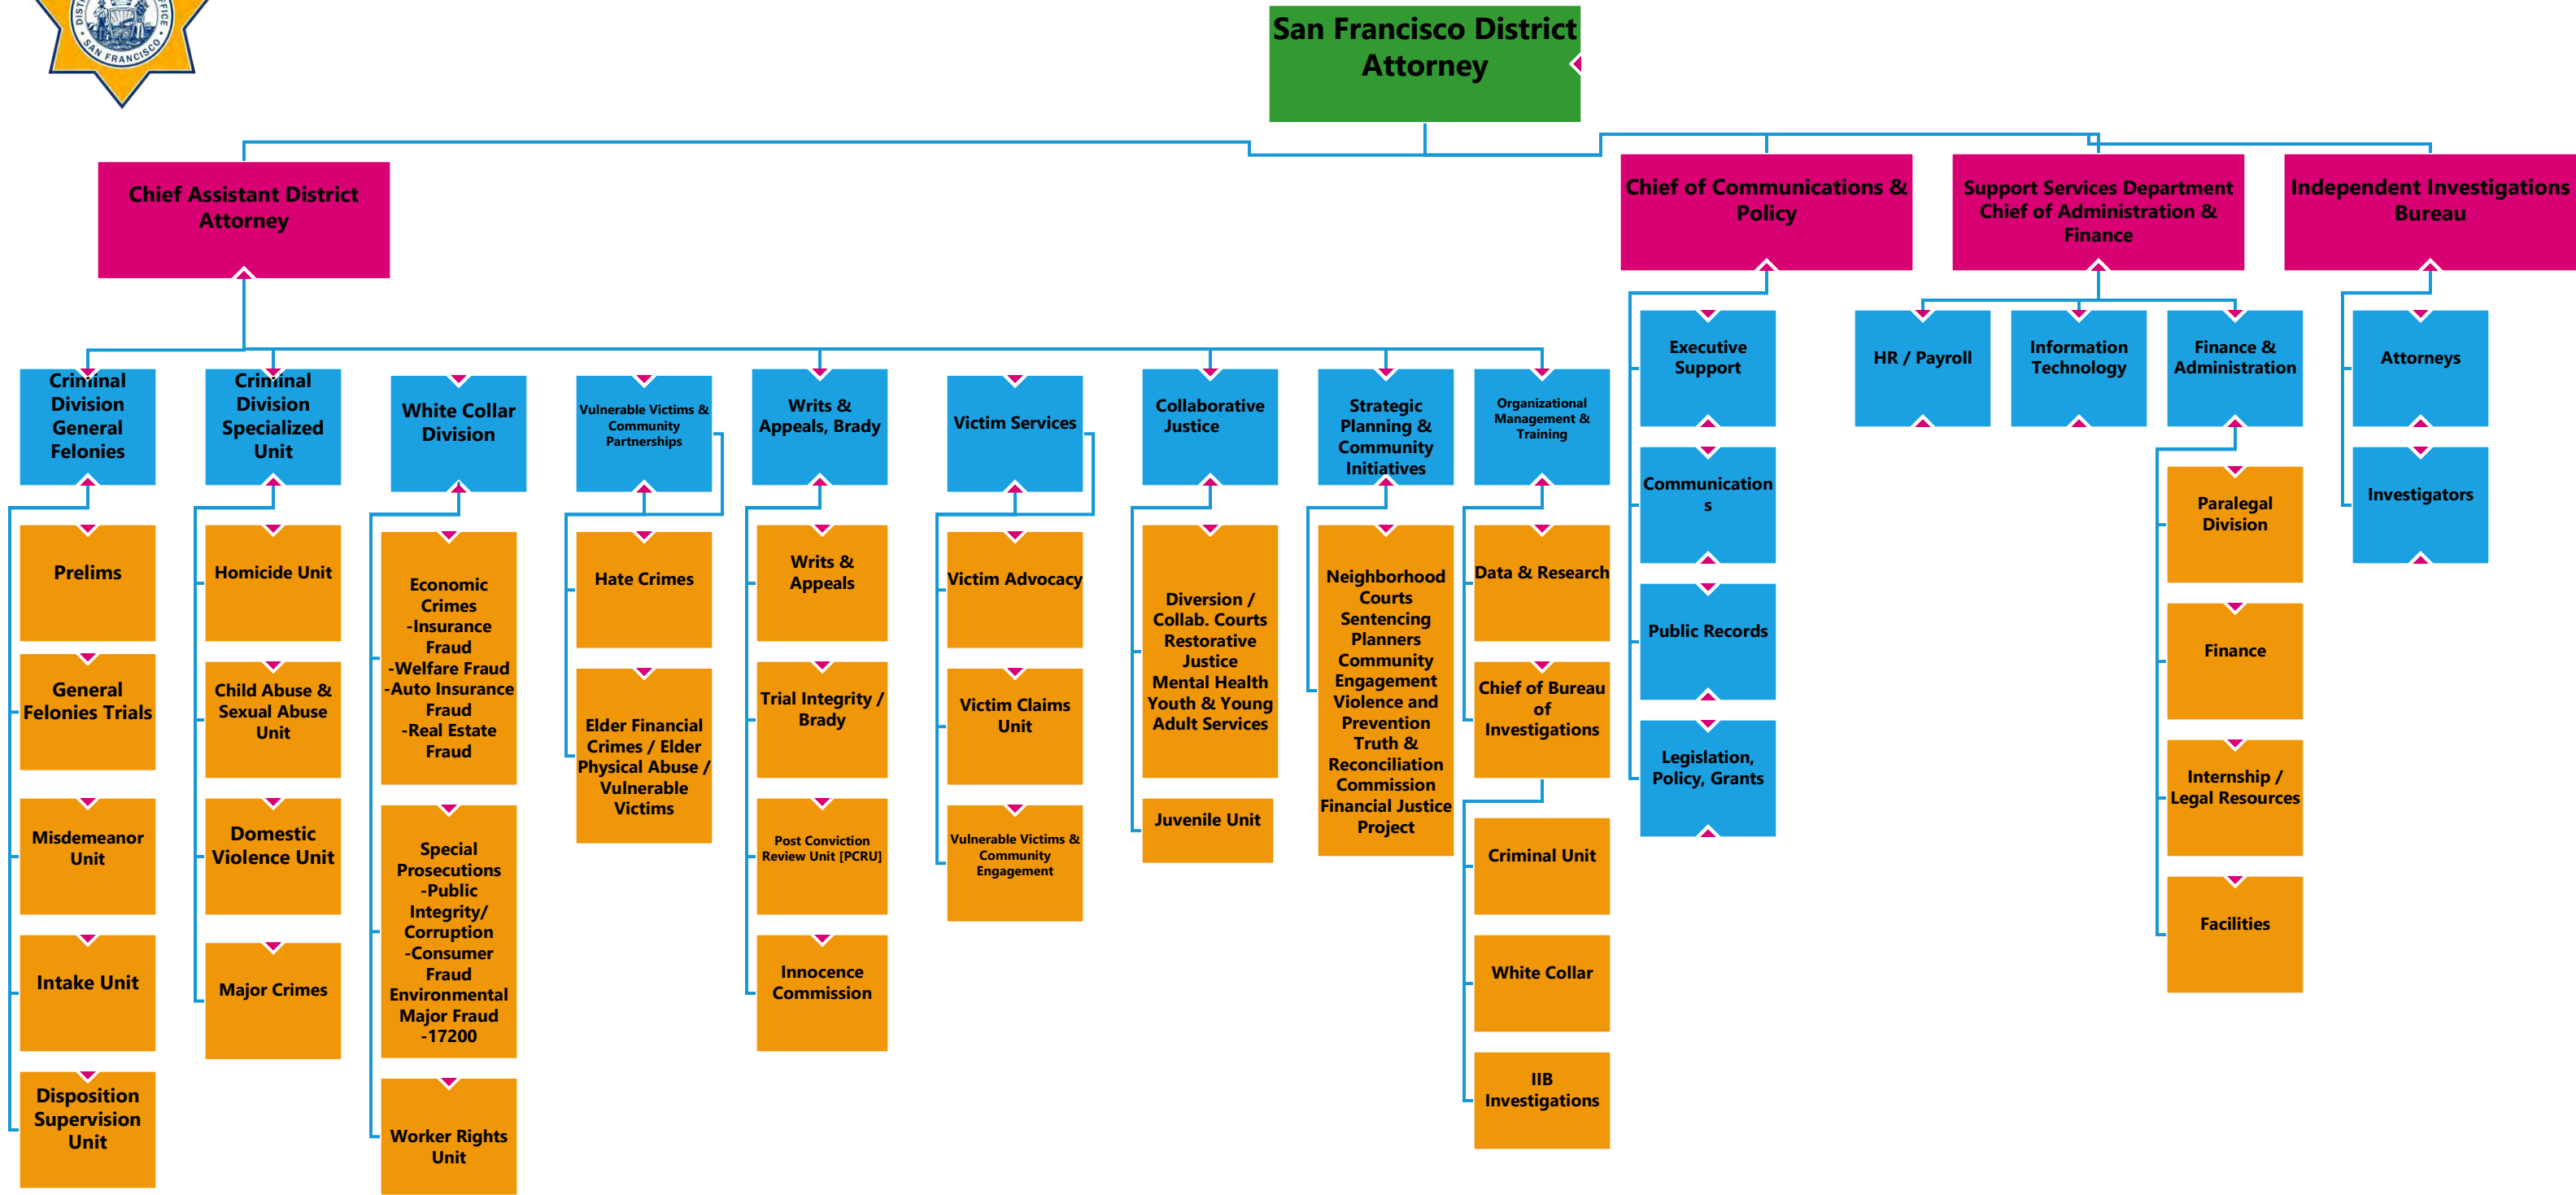 DIST
OFFICE
SAN FRANCISCO
San Francisco District
Attorney
Chief Assistant District
Attorney
Chief of Communications &
Policy
Support Services Department
Chief of Administration &
Finance
Independent Investigations
Bureau
Criminal
Division
General
Felonies
Criminal
Division
Specialized
Unit
White Collar
Division
Vulnerable Victims &
Community
Partnerships
Writs &
Appeals, Brady
Victim Services
Collaborative
Justice
Strategic
Planning &
Community
Initiatives
Organizational
Management &
Training
Executive
Support
HR / Payroll
Information
Technology
Finance &
Administration
Attorneys
Prelims
General
Felonies Trials
Misdemeanor
Unit
Intake Unit
Disposition
Supervision
Unit
Homicide Unit
Child Abuse &
Sexual Abuse
Unit
Domestic
Violence Unit
Major Crimes
Economic
Crimes
-Insurance
Fraud
-Welfare Fraud
-Auto Insurance
Fraud
-Real Estate
Fraud
Special
Prosecutions
-Public
Integrity/
Corruption
-Consumer
Fraud
Environmental
Major Fraud
-17200
Worker Rights
Unit
Hate Crimes
Elder Financial
Crimes / Elder
Physical Abuse /
Vulnerable
Victims
Writs &
Appeals
Trial Integrity /
Brady
Post Conviction
Review Unit [PCRU]
Innocence
Commission
Victim Advocacy
Victim Claims
Unit
Vulnerable Victims &
Community
Engagement
Diversion /
Collab. Courts
Restorative
Justice
Mental Health
Youth & Young
Adult Services
Juvenile Unit
Neighborhood
Courts
Sentencing
Planners
Community
Engagement
Violence and
Prevention
Truth &
Reconciliation
Commission
Financial Justice
Project
Data & Research
Chief of Bureau
of
Investigations
Criminal Unit
White Collar
IIB
Investigations
Communication
s
Public Records
Legislation,
Policy, Grants
Paralegal
Division
Finance
Internship /
Legal Resources
Facilities
Investigators